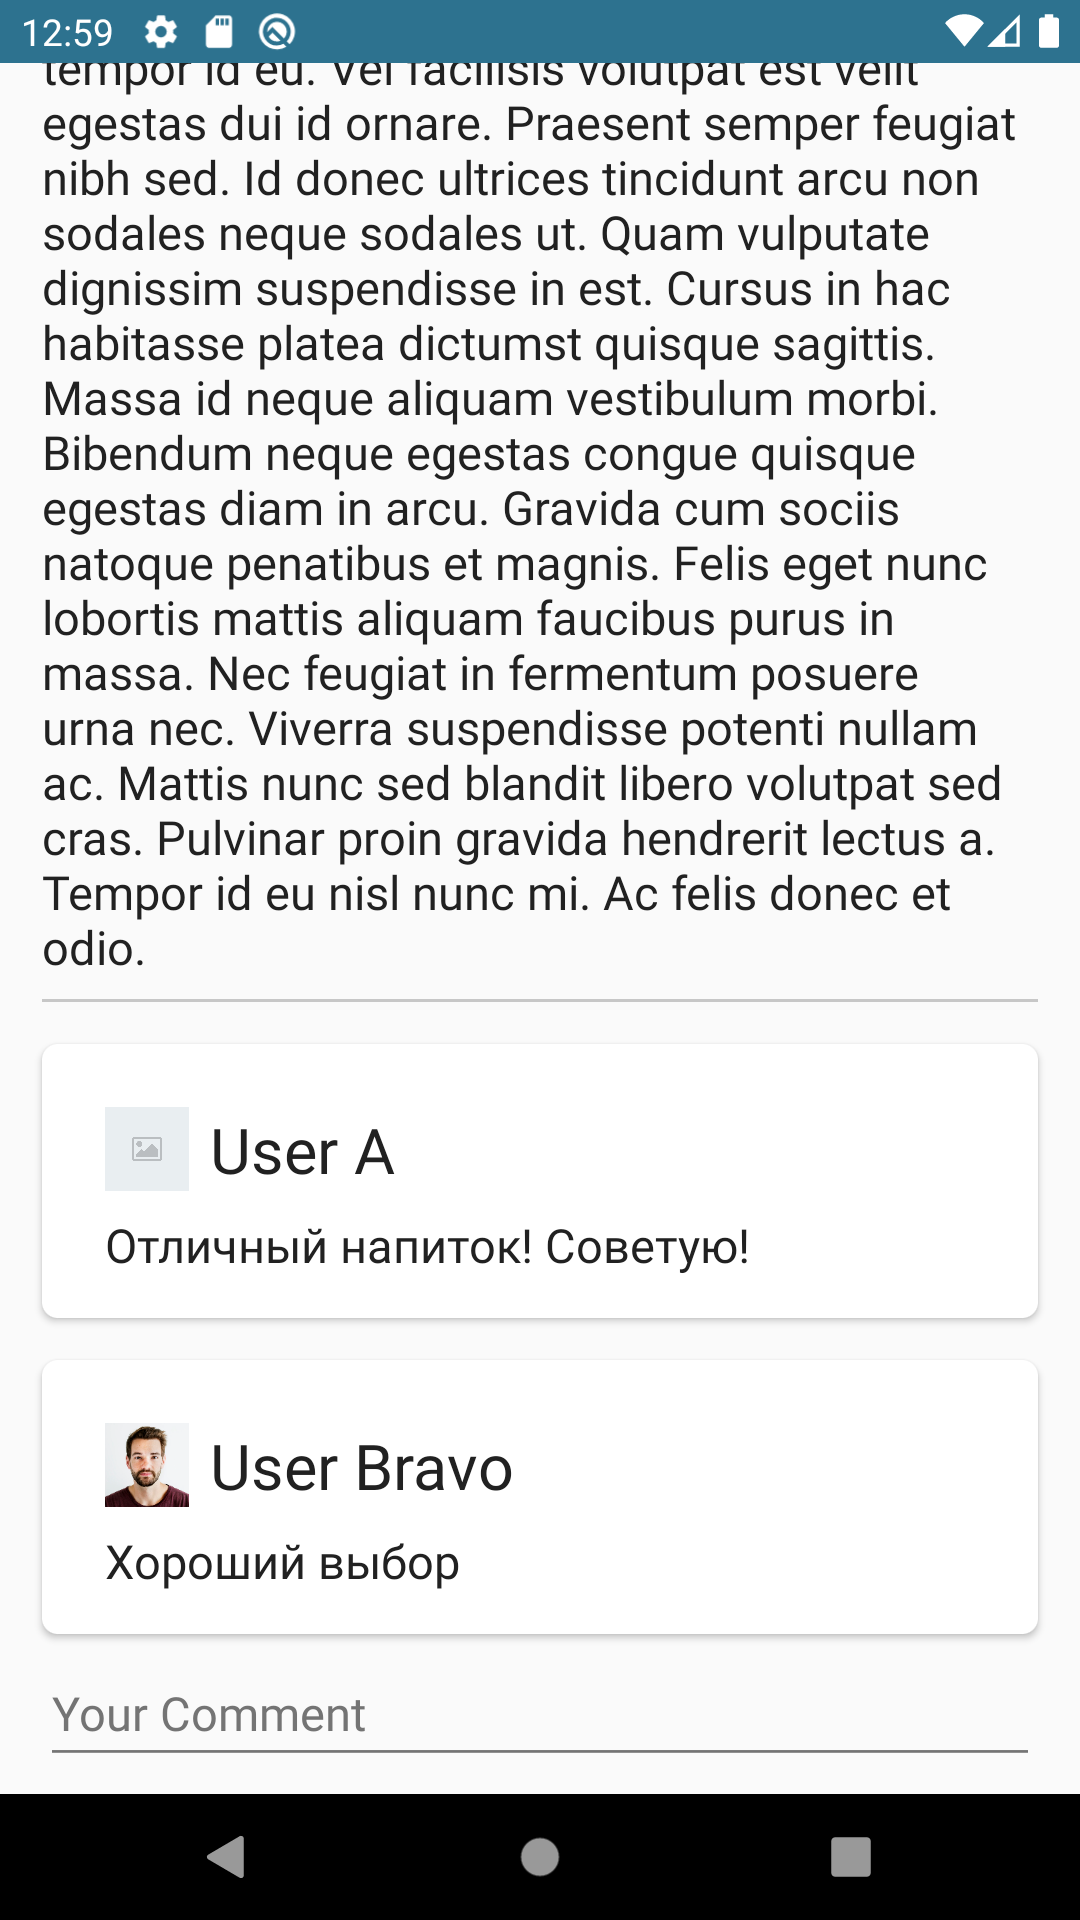 12:59
tempor id eu. Vel facilisis volutpat est velit
egestas dui id ornare. Praesent semper feugiat
nibh sed. Id donec ultrices tincidunt arcu non
sodales neque sodales ut. Quam vulputate
dignissim suspendisse in est. Cursus in hac
habitasse platea dictumst quisque sagittis.
Massa id neque aliquam vestibulum morbi.
Bibendum neque egestas congue quisque
egestas diam in arcu. Gravida cum sociis
natoque penatibus et magnis. Felis eget nunc
lobortis mattis aliquam faucibus purus in
massa. Nec feugiat in fermentum posuere
urna nec. Viverra suspendisse potenti nullam
ac. Mattis nunc sed blandit libero volutpat sed
cras. Pulvinar proin gravida hendrerit lectus a.
Tempor id eu nisl nunc mi. Ac felis donec et
odio.
User A
Отличный напиток! Советую!
User Bravo
Хороший выбор
Your Comment